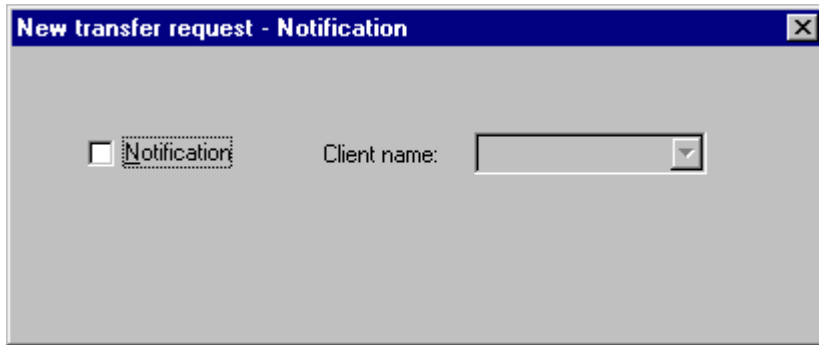 New transfer request - Notification
Notification Client name: